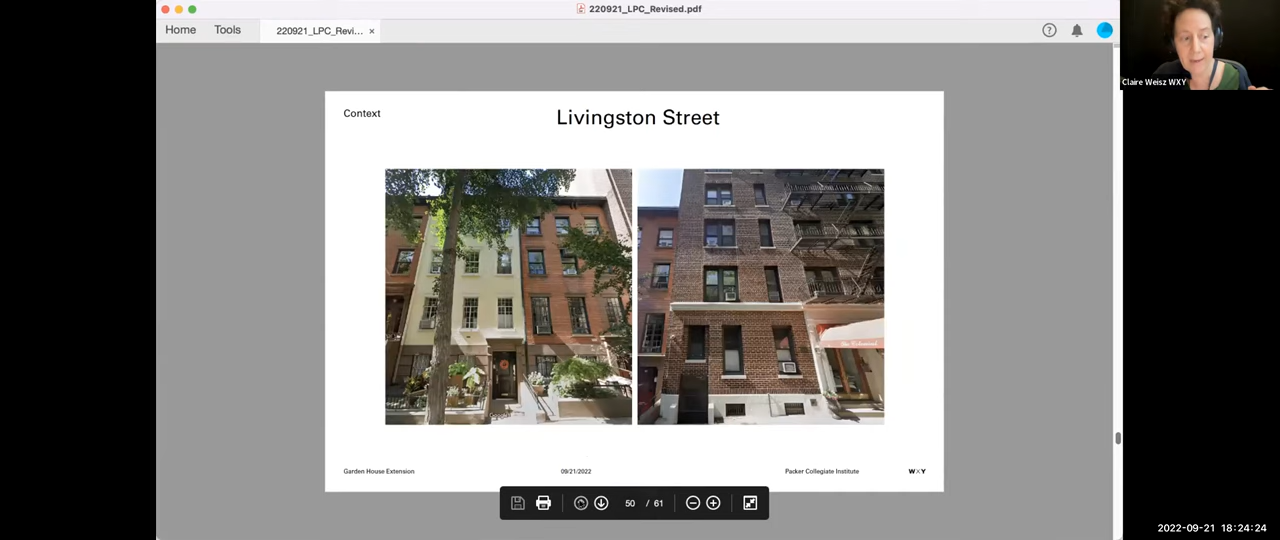 220921_LPC_Revised.pdf
Home Tools 220921_LPC_Revi... ×
Claire Weisz WXY
Context
Livingston Street
Garden House Extension 09/21/2022 Packer Collegiate Institute WXY
50 / 61
2022-09-21 18:24:24